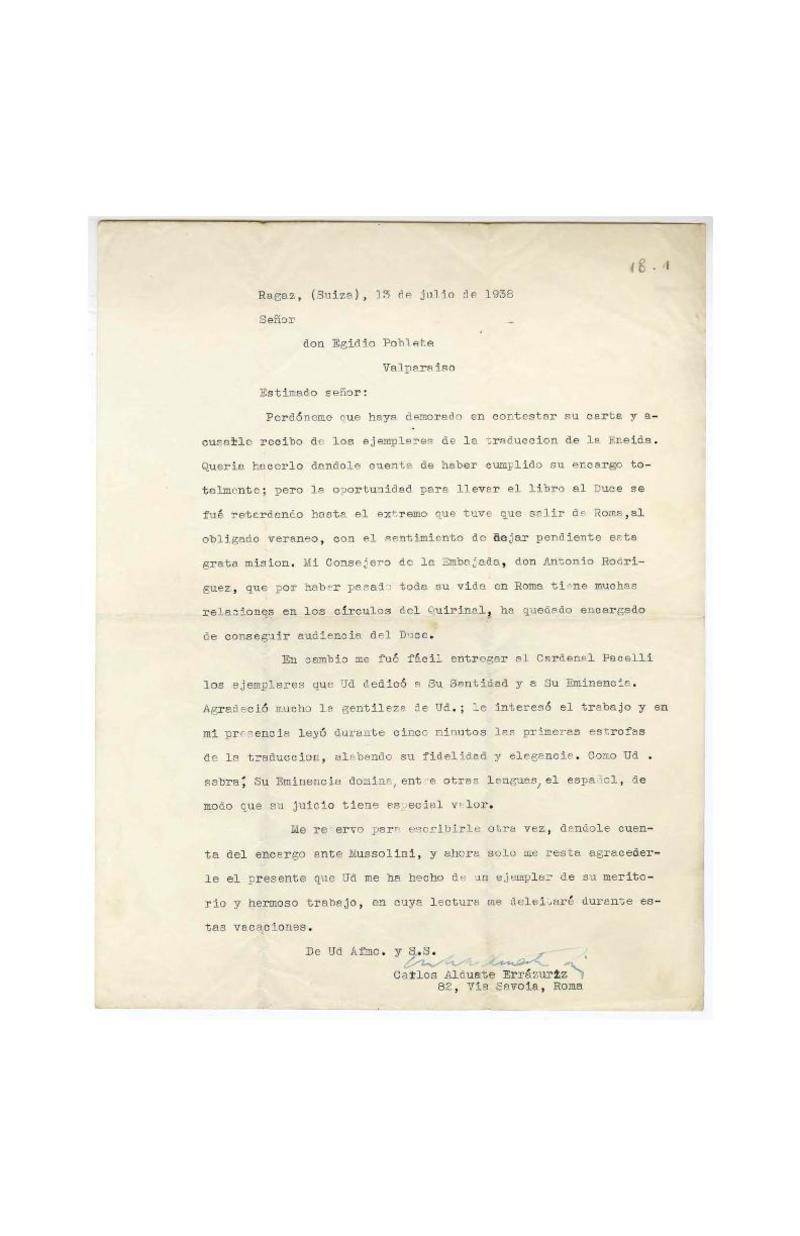 18.1
Ragaz, (Suiza), 13 de julio de 1938
Señor
don Egidio Poblete
Valparaiso
Estimado señor:
Perdóneme que haya demorado en contestar su carta y a-
cusarle recibo de los ejemplares de la traduccion de la Eneida.
Queria hacerlo dandole cuenta de haber cumplido su encargo to-
talmente; pero la oportunidad para llevar el libro al Duce se
fué retardando hasta el extremo que tuve que salir de Roma,al
obligado veraneo, con el sentimiento de dejar pendiente esta
grata mision. Mi Consejero de la Embajada, don Antonio Rodri-
guez, que por haber pasado toda su vida en Roma tiene muchas
relaciones en los círculos del Quirinal, ha quedado encargado
de conseguir audiencia del Duce.
En cambio me fué fácil entregar al Cardenal Pacelli
los ejemplares que Ud dedicó a Su Santidad y a Su Eminencia.
Agradeció mucho la gentileza de Ud.; le interesó el trabajo y en
mi presencia leyó durante cinco minutos las primeras estrofas
de la traduccion, alabando su fidelidad y elegancia. Como Ud .
sabrá, Su Eminencia domina, entre otras lenguas, el español, de
modo que su juicio tiene especial valor.
Me reservo para escribirle otra vez, dandole cuen-
ta del encargo ante Mussolini, y ahora solo me resta agraceder-
le el presente que Ud me ha hecho de un ejemplar de su merito-
rio y hermoso trabajo, en cuya lectura me deleitaré durante es-
tas vacaciones.
De Ud Afmo. y S.S.
Carlos Alduate Errázuriz
82, Via Savoia, Roma